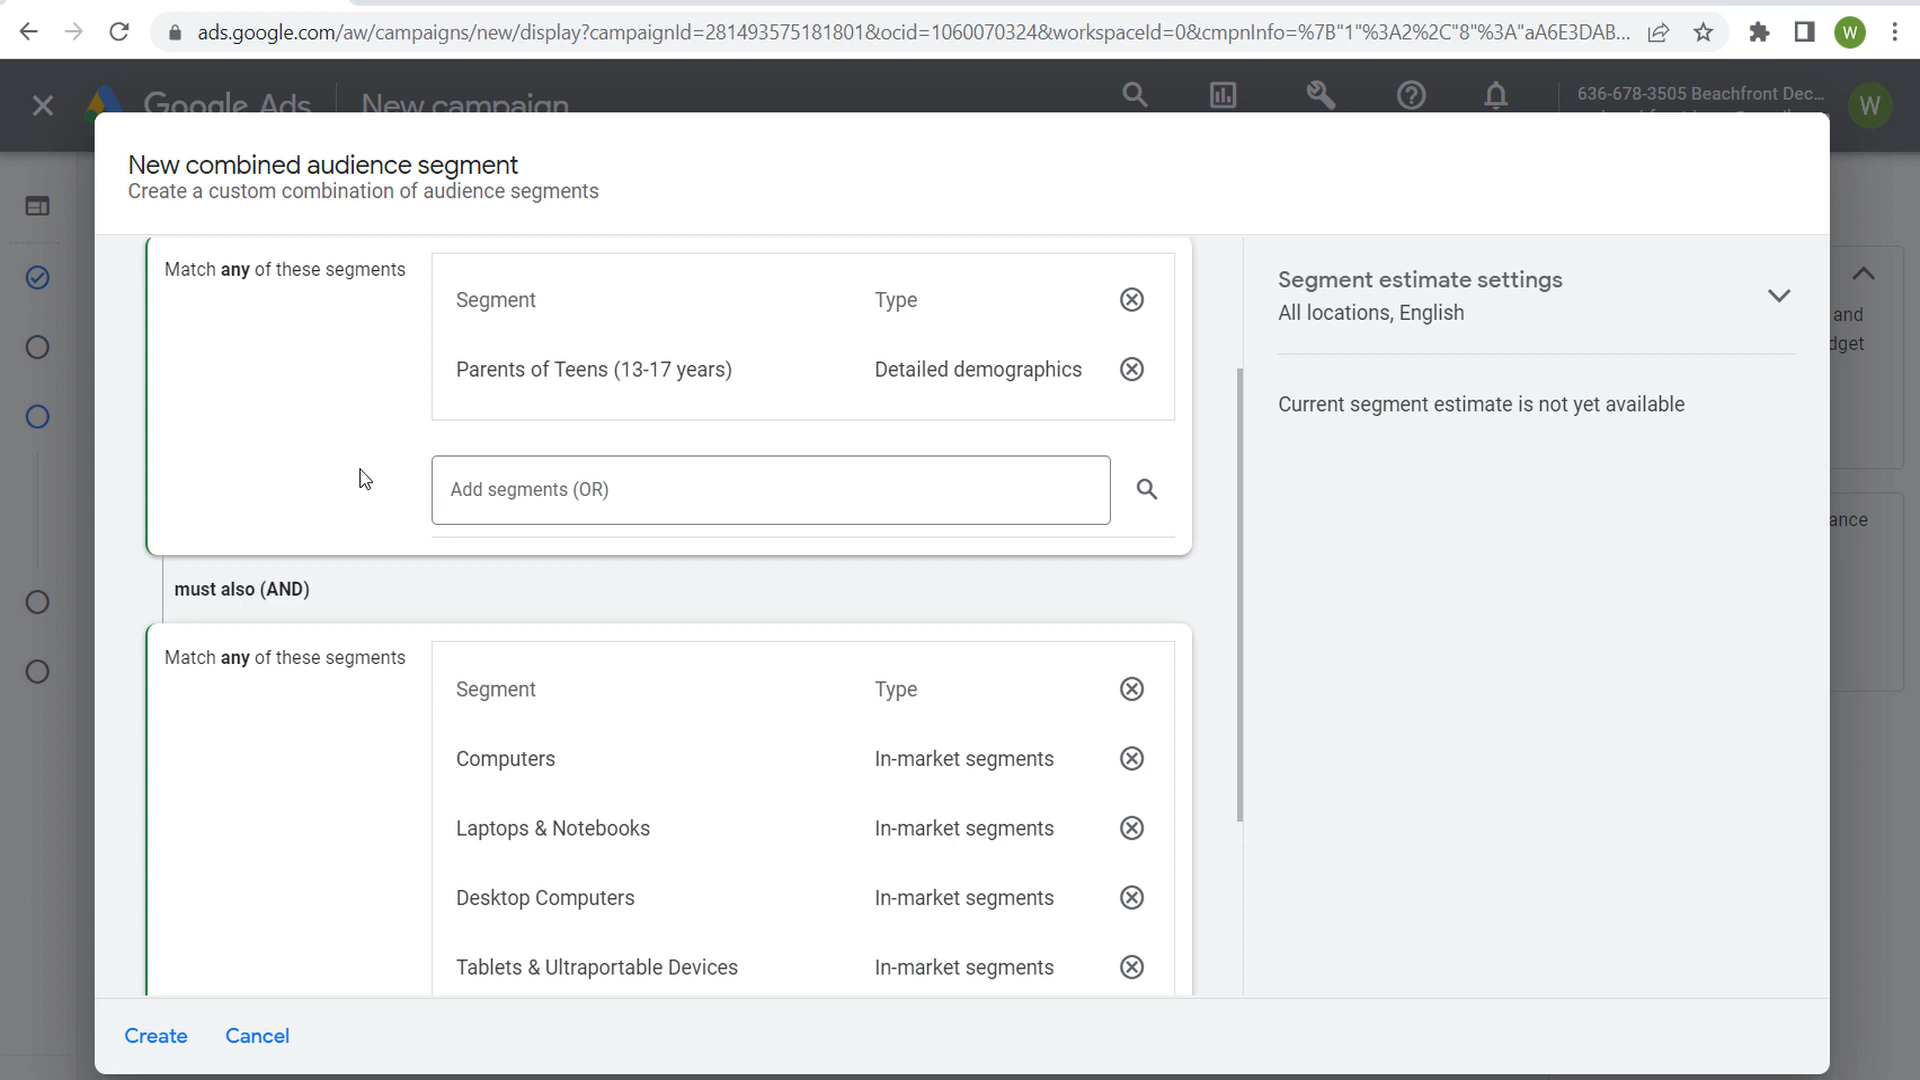 ads.google.com/aw/campaigns/new/display?campaignId=281493575181801&ocid=1060070324&workspaceId=0&cmpnInfo=%7B"1"%3A2%2C"8"%3A"aA6E3DAB...
W
Google Ads
New campaign
636-678-3505 Beachfront Dec...
W
New combined audience segment
Create a custom combination of audience segments
Match any of these segments
Segment
Type
Parents of Teens (13-17 years)
Detailed demographics
Add segments (OR)
must also (AND)
Match any of these segments
Segment
Type
Computers
In-market segments
Laptops & Notebooks
In-market segments
Desktop Computers
In-market segments
Tablets & Ultraportable Devices
In-market segments
Segment estimate settings
All locations, English
Current segment estimate is not yet available
and
dget
ance
Create
Cancel